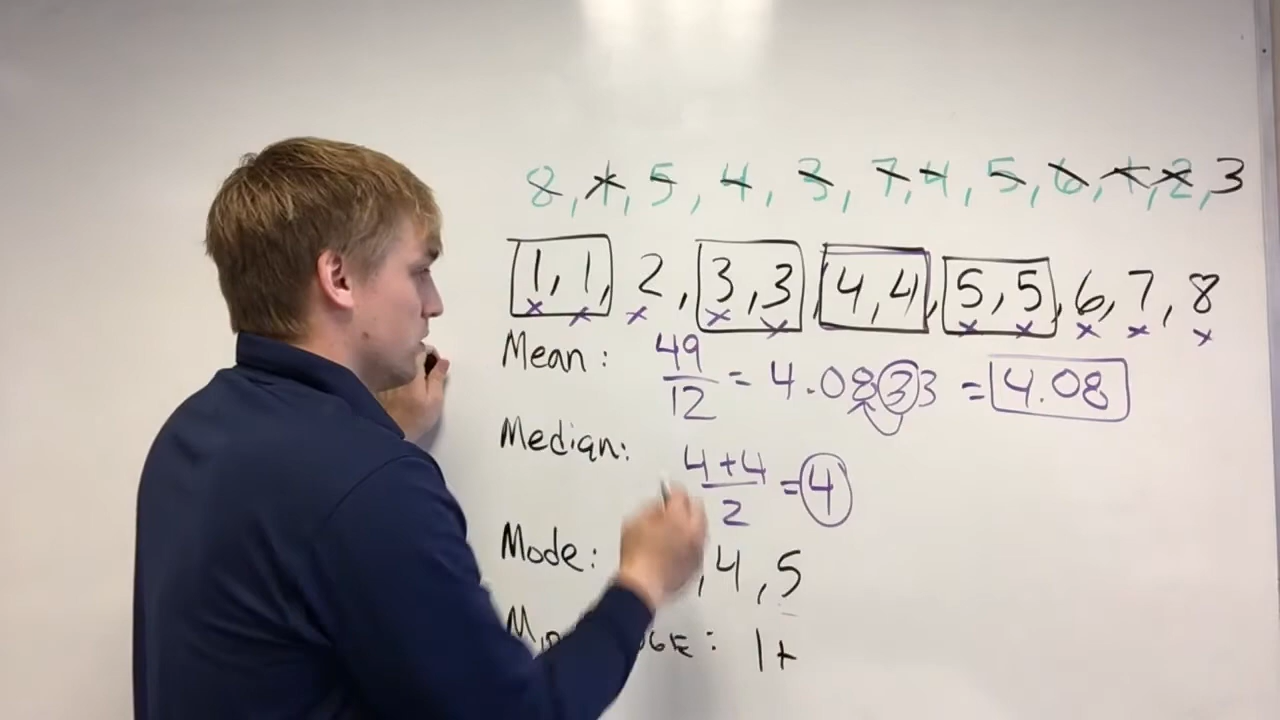 8, 1, 5, 4, 3, 7, 4, 5, 6, 1, 2, 3
1, 1, 2, 3, 3, 4, 4, 5, 5, 6, 7, 8
Mean: 49/12 = 4.0833 = 4.08
Median: 4+4/2 = 4
Mode: , 4, 5
: 1+